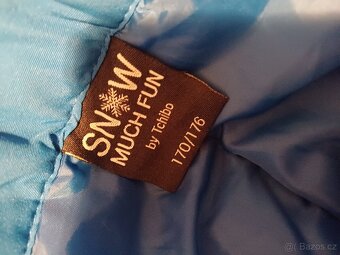 SN❄W
MUCH FUN
by Tchibo
170/176
Bazos.cz